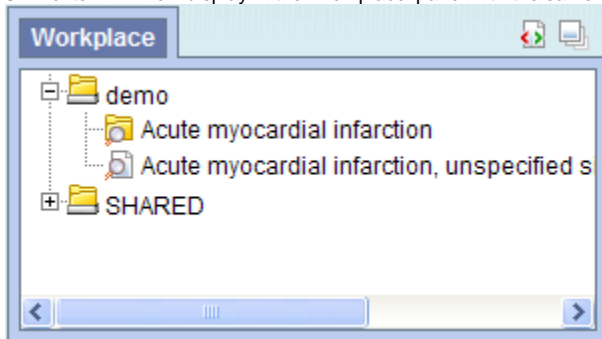 Workplace
demo
Acute myocardial infarction
Acute myocardial infarction, unspecified
SHARED